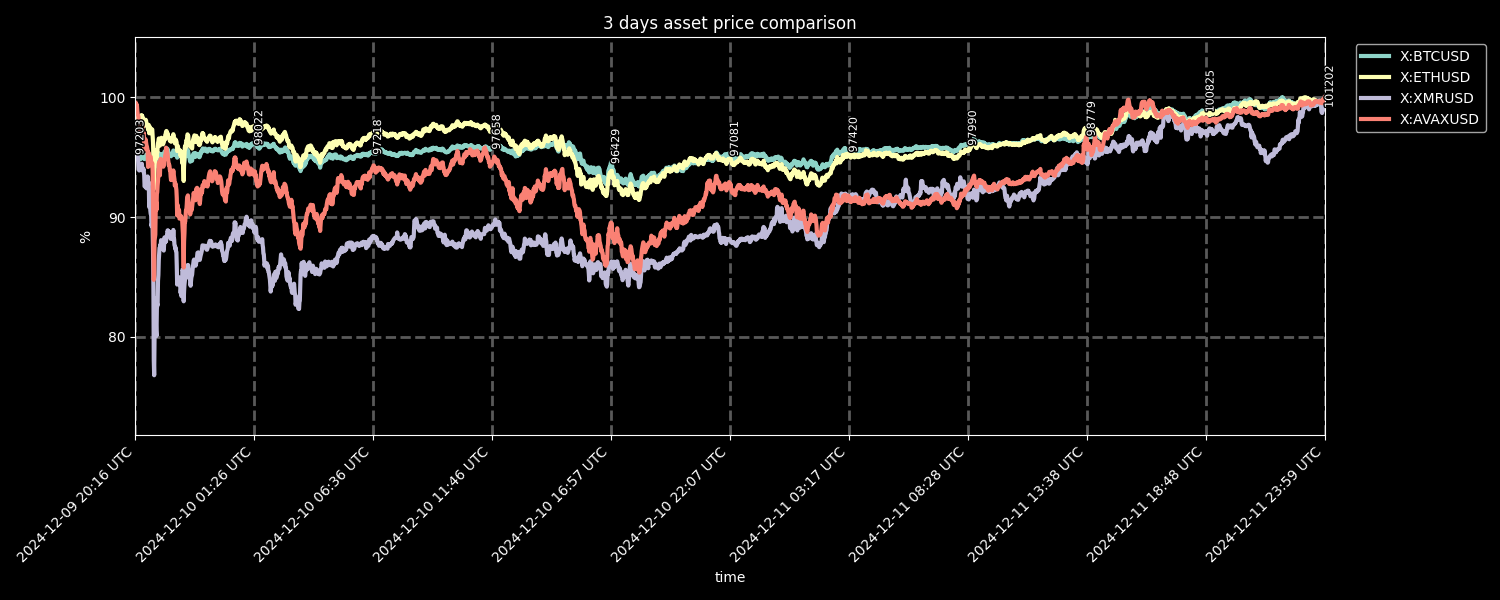 3 days asset price comparison
X:BTCUSD
X:ETHUSD
X:XMRUSD
X:AVAXUSD
100
90
80
%
97203
98022
97218
97658
96429
97081
97420
97990
98779
100825
101202
2024-12-09 20:16 UTC
2024-12-10 01:26 UTC
2024-12-10 06:36 UTC
2024-12-10 11:46 UTC
2024-12-10 16:57 UTC
2024-12-10 22:07 UTC
2024-12-11 03:17 UTC
2024-12-11 08:28 UTC
2024-12-11 13:38 UTC
2024-12-11 18:48 UTC
2024-12-11 23:59 UTC
time